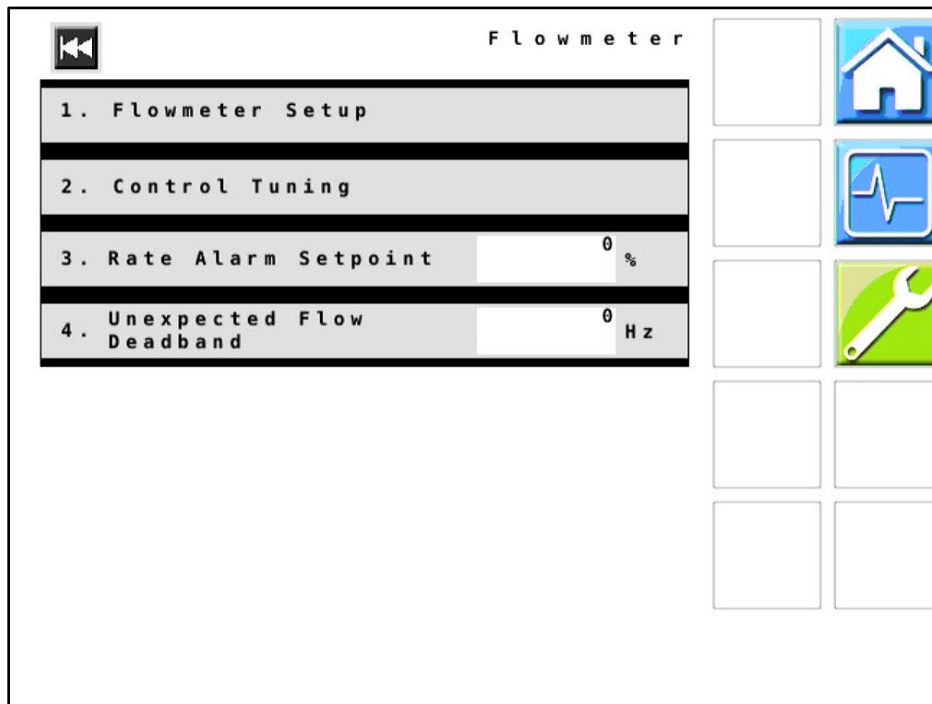 Flowmeter
1. Flowmeter Setup
2. Control Tuning
3. Rate Alarm Setpoint 0 %
4. Unexpected Flow Deadband 0 Hz